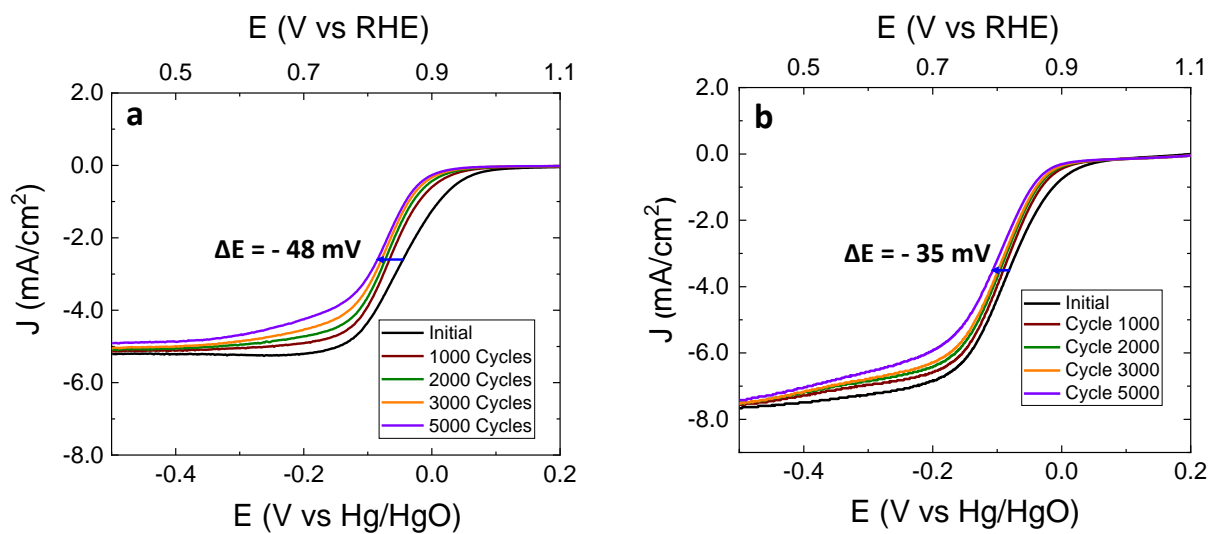 E (V vs RHE)
0.5 0.7 0.9 1.1
a
2.0
0.0
-2.0
-4.0
-6.0
-8.0
J (mA/cm²)
ΔE = - 48 mV
Initial
1000 Cycles
2000 Cycles
3000 Cycles
5000 Cycles
-0.4 -0.2 0.0 0.2
E (V vs Hg/HgO)
E (V vs RHE)
0.5 0.7 0.9 1.1
b
2.0
0.0
-2.0
-4.0
-6.0
-8.0
J (mA/cm²)
ΔE = - 35 mV
Initial
Cycle 1000
Cycle 2000
Cycle 3000
Cycle 5000
-0.4 -0.2 0.0 0.2
E (V vs Hg/HgO)